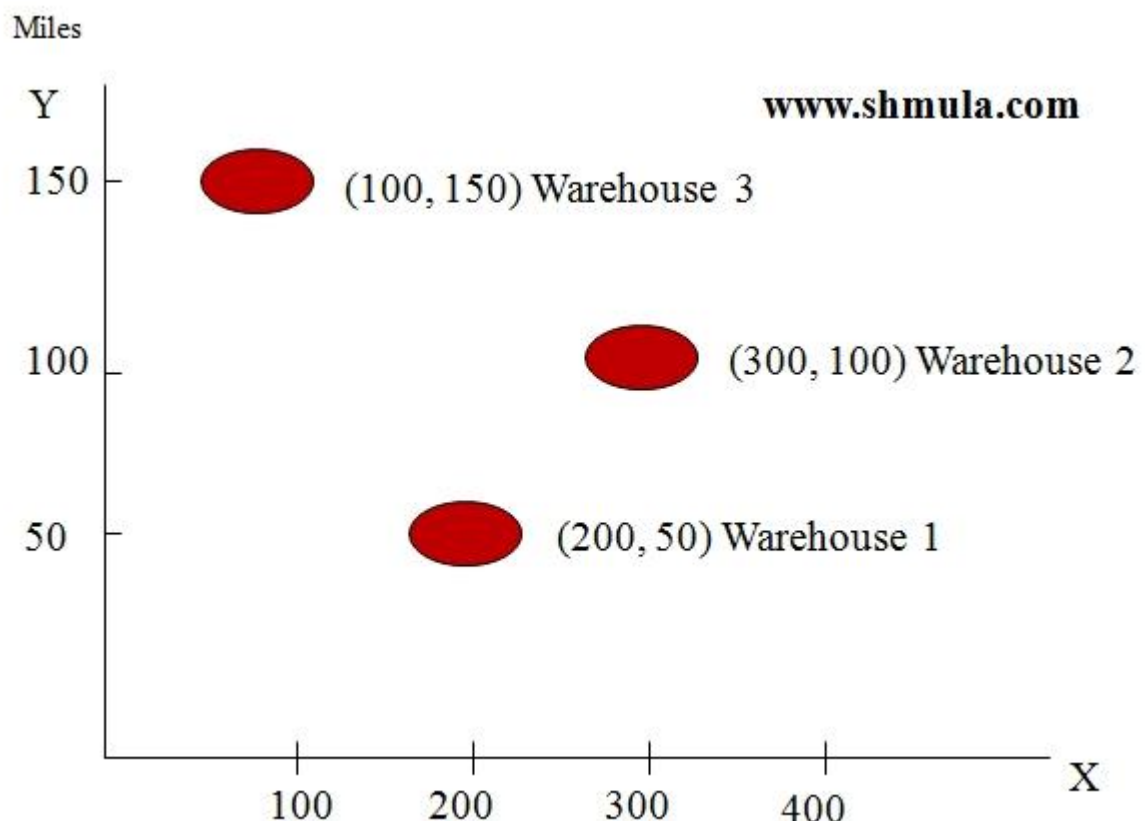 Miles
Y
www.shmula.com
150
(100, 150) Warehouse 3
100
(300, 100) Warehouse 2
50
(200, 50) Warehouse 1
X
100 200 300 400